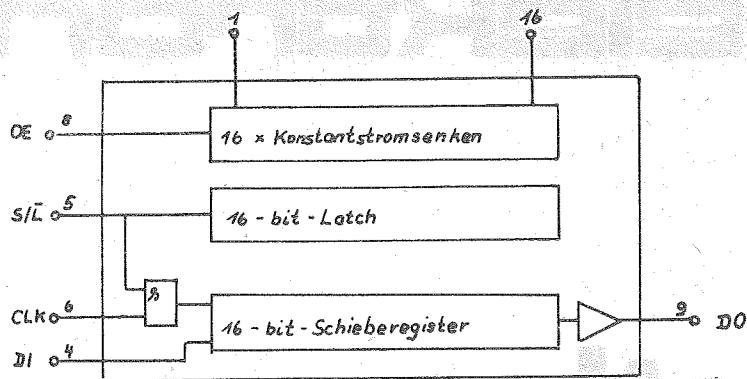 1 16
OE 8
16 x Konstantstromsenken
S/L̅ 5
16-bit-Latch
&
CLK 6
16-bit-Schieberegister
9 DO
DI 4